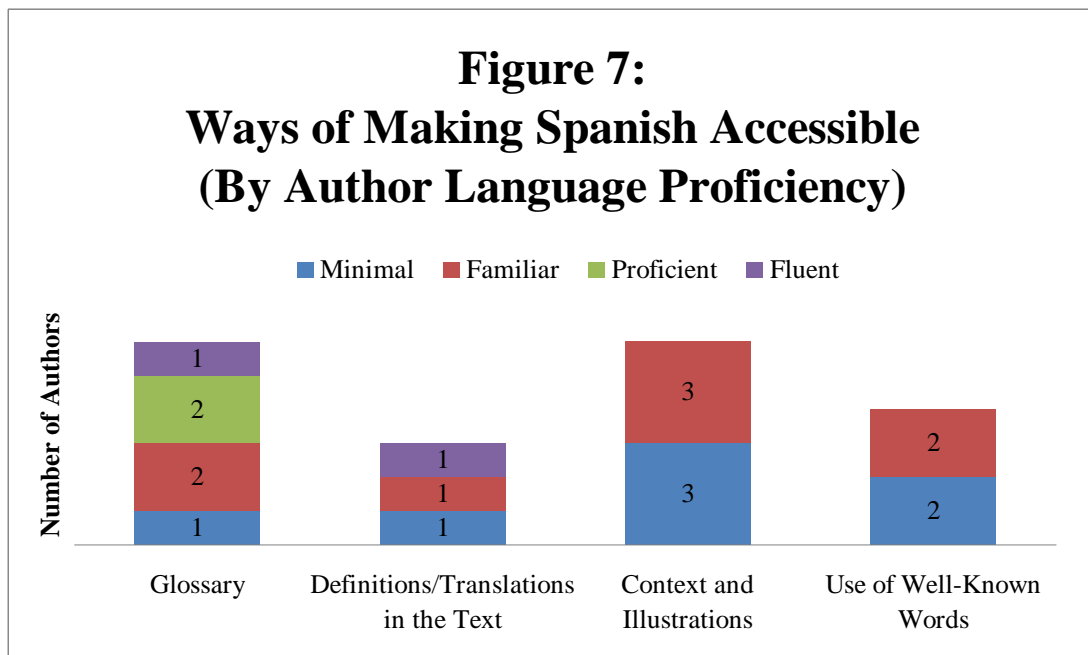 Figure 7:
Ways of Making Spanish Accessible
(By Author Language Proficiency)
Minimal Familiar Proficient Fluent
Number of Authors
1
2
2
1
1
1
1
3
3
2
2
Glossary
Definitions/Translations
in the Text
Context and
Illustrations
Use of Well-Known
Words